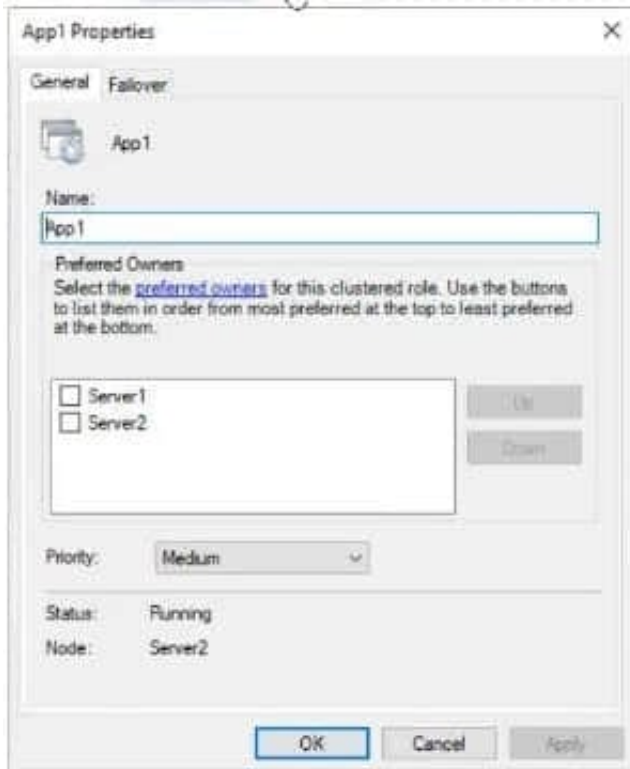 App1 Properties
General Failover
App1
Name:
App1
Preferred Owners
Select the preferred owners for this clustered role. Use the buttons
to list them in order from most preferred at the top to least preferred
at the bottom.
Server1
Server2
Up
Down
Priority: Medium
Status: Running
Node: Server2
OK Cancel Apply